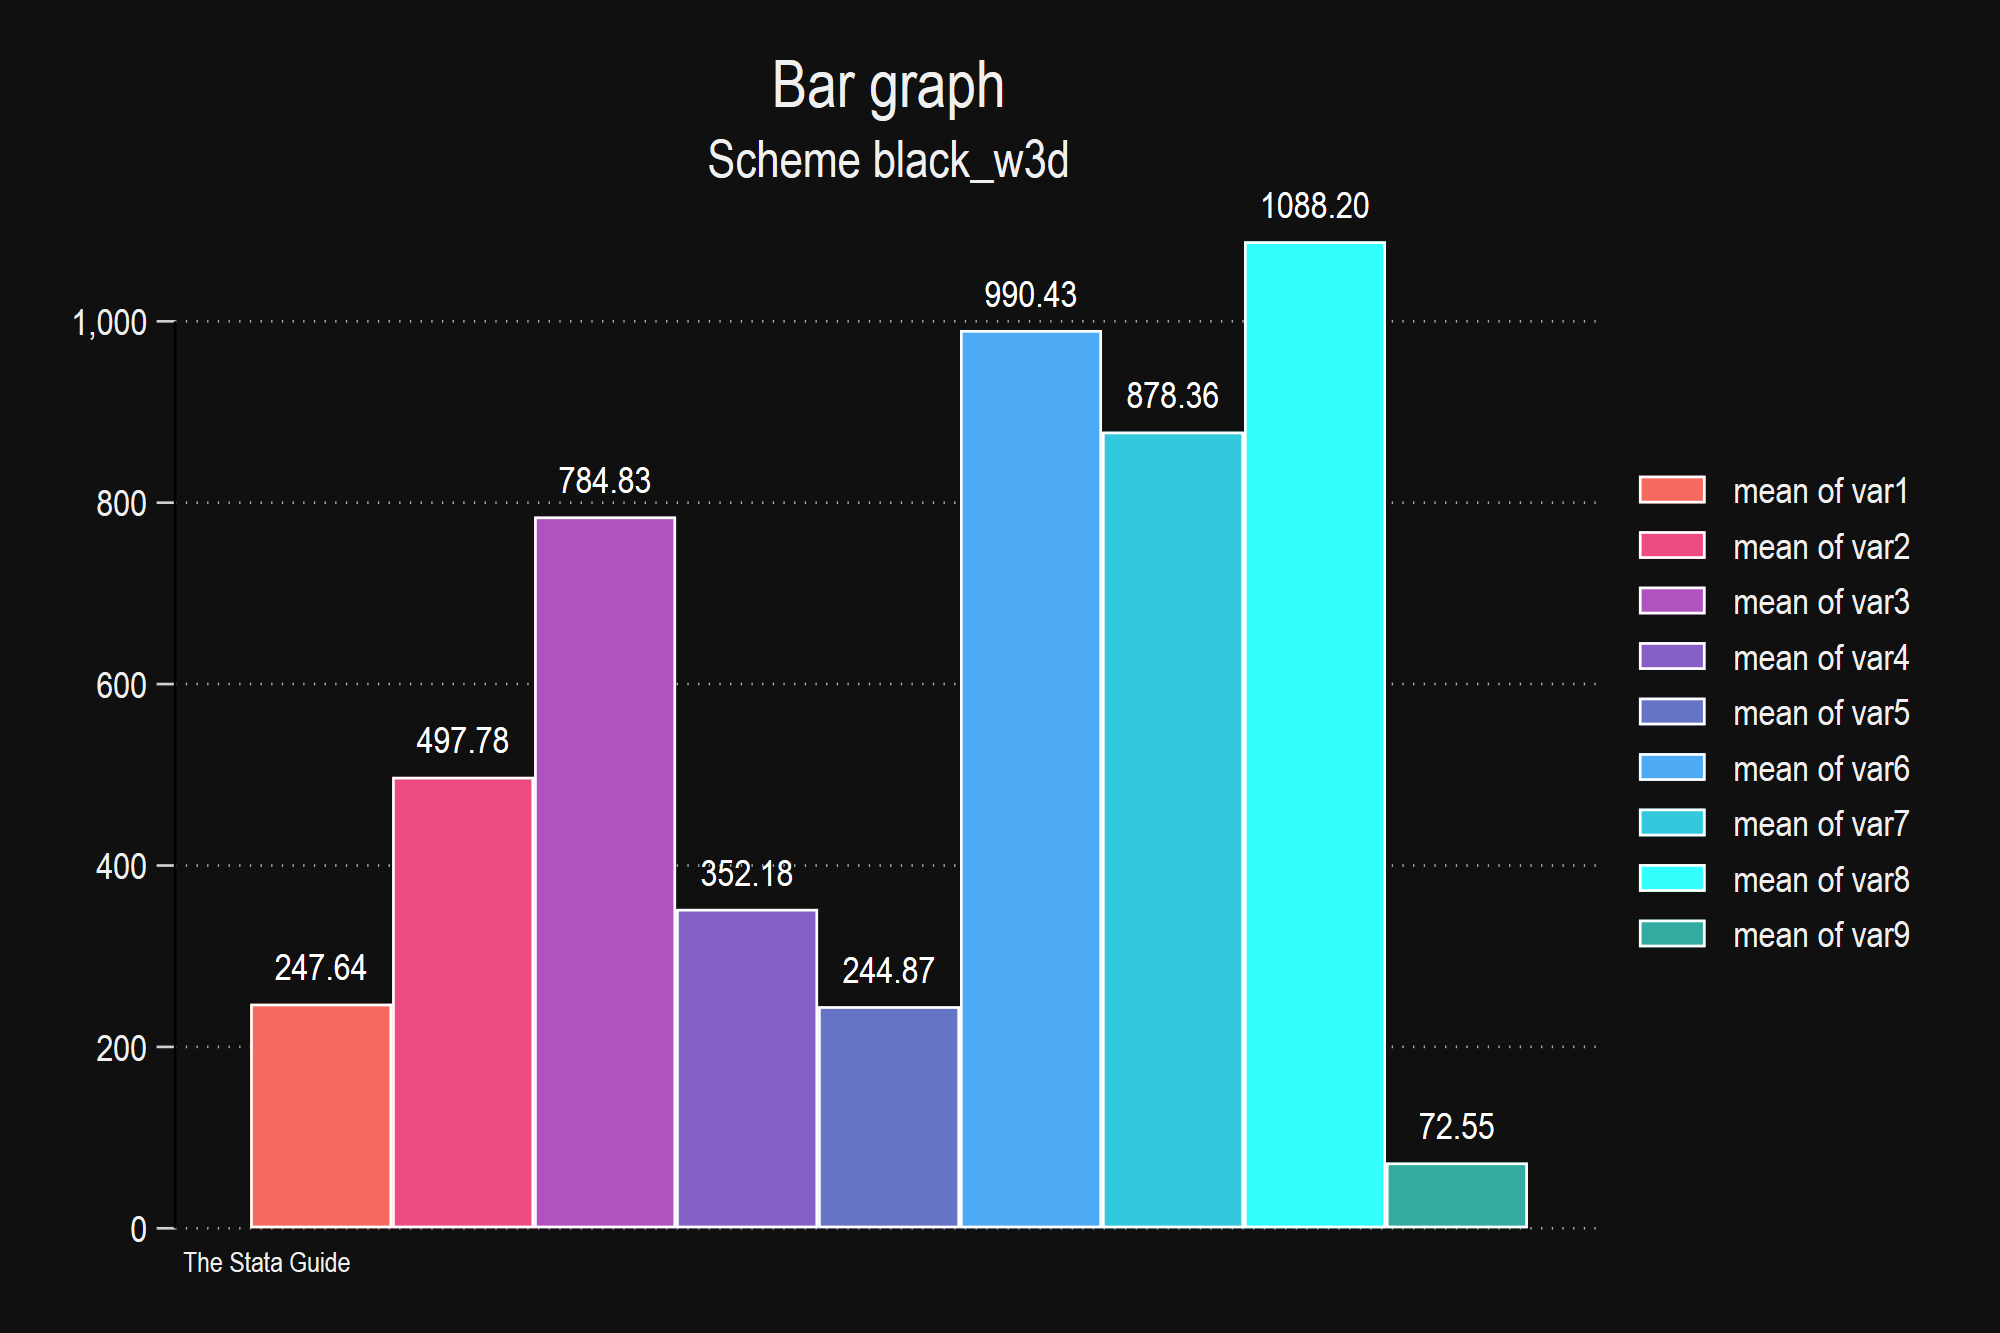 Bar graph
Scheme black_w3d
1,000
800
600
400
200
0
247.64
497.78
784.83
352.18
244.87
990.43
878.36
1088.20
72.55
mean of var1
mean of var2
mean of var3
mean of var4
mean of var5
mean of var6
mean of var7
mean of var8
mean of var9
The Stata Guide